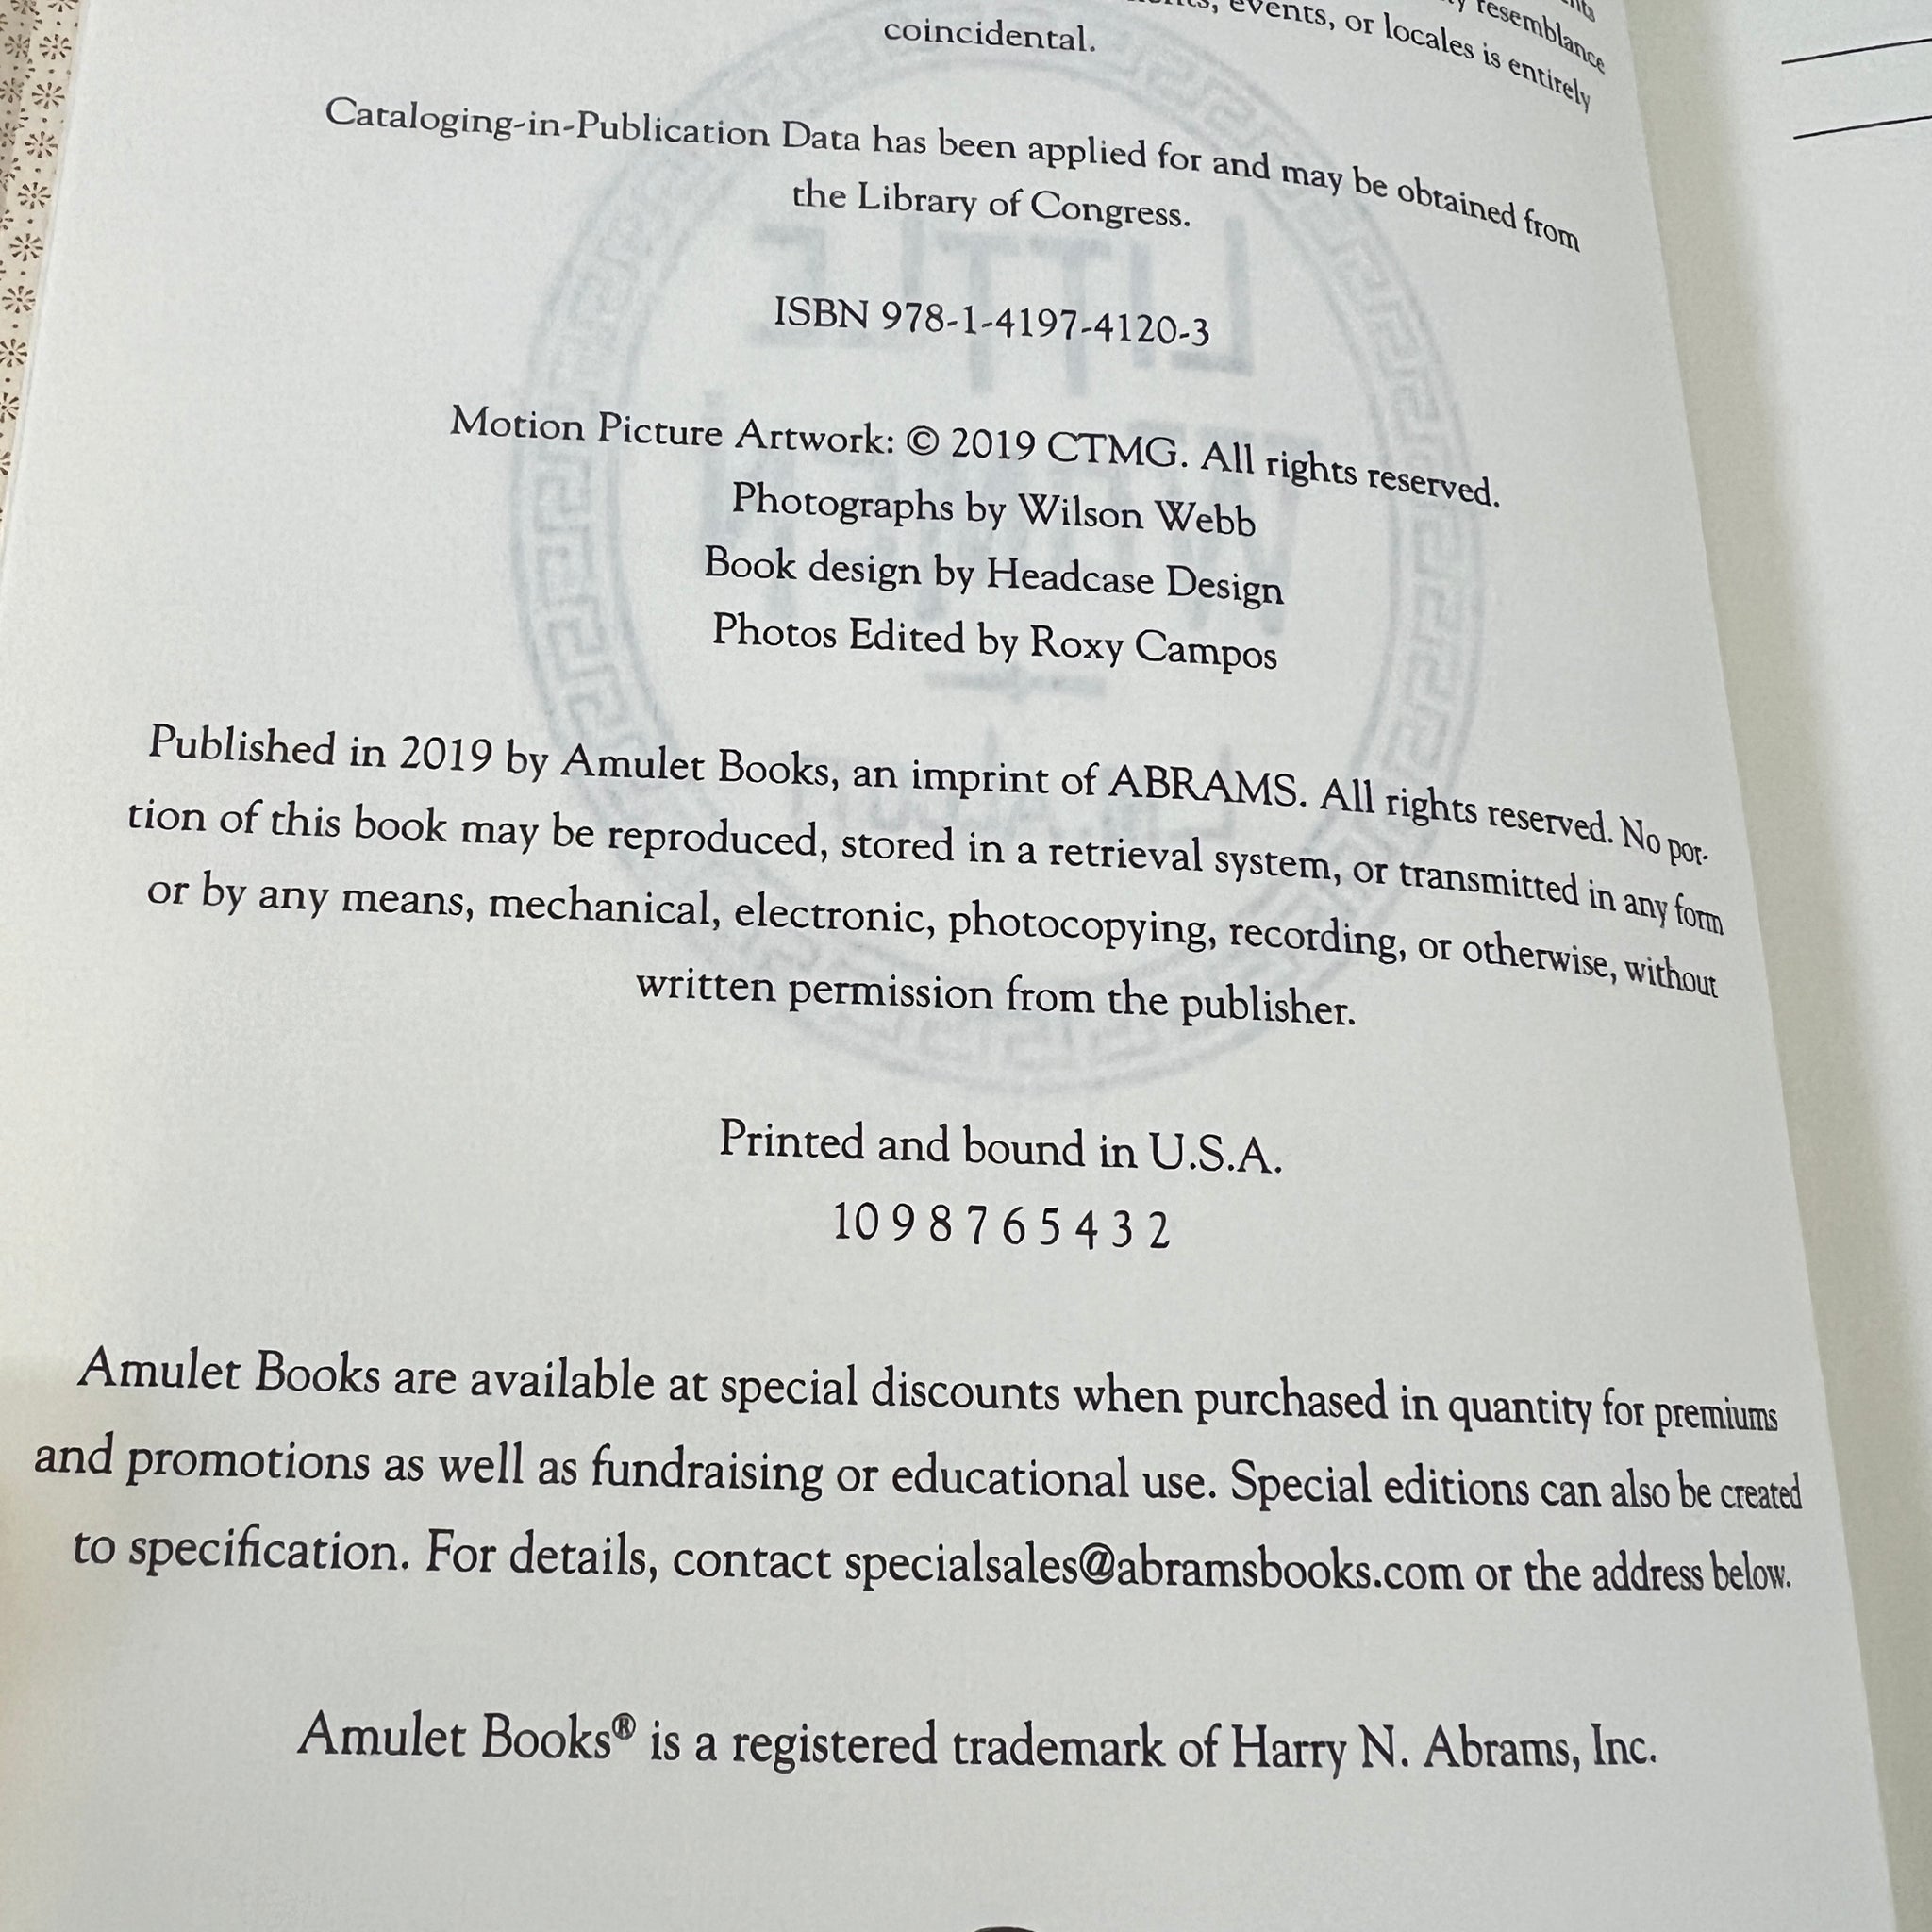 resemblance
events, or locales is entirely
coincidental.
Cataloging-in-Publication Data has been applied for and may be obtained from
the Library of Congress.
ISBN 978-1-4197-4120-3
Motion Picture Artwork: © 2019 CTMG. All rights reserved.
Photographs by Wilson Webb
Book design by Headcase Design
Photos Edited by Roxy Campos
Published in 2019 by Amulet Books, an imprint of ABRAMS. All rights reserved. No por-
tion of this book may be reproduced, stored in a retrieval system, or transmitted in any form
or by any means, mechanical, electronic, photocopying, recording, or otherwise, without
written permission from the publisher.
Printed and bound in U.S.A.
10 9 8 7 6 5 4 3 2
Amulet Books are available at special discounts when purchased in quantity for premiums
and promotions as well as fundraising or educational use. Special editions can also be created
to specification. For details, contact specialsales@abramsbooks.com or the address below.
Amulet Books® is a registered trademark of Harry N. Abrams, Inc.
LITTLE
WOMEN